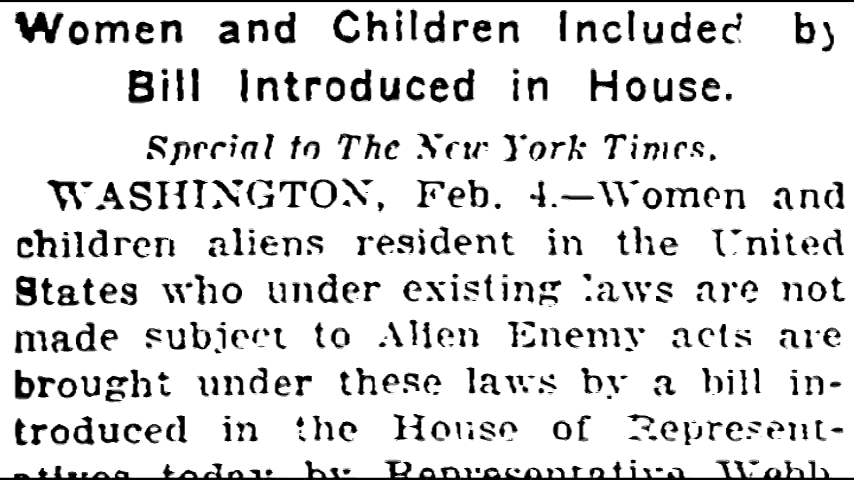 Women and Children Included by
Bill Introduced in House.
Special to The New York Times.
WASHINGTON, Feb. 4.—Women and
children aliens resident in the United
States who under existing laws are not
made subject to Alien Enemy acts are
brought under these laws by a bill in-
troduced in the House of Represent-
atives today by Representative Webb